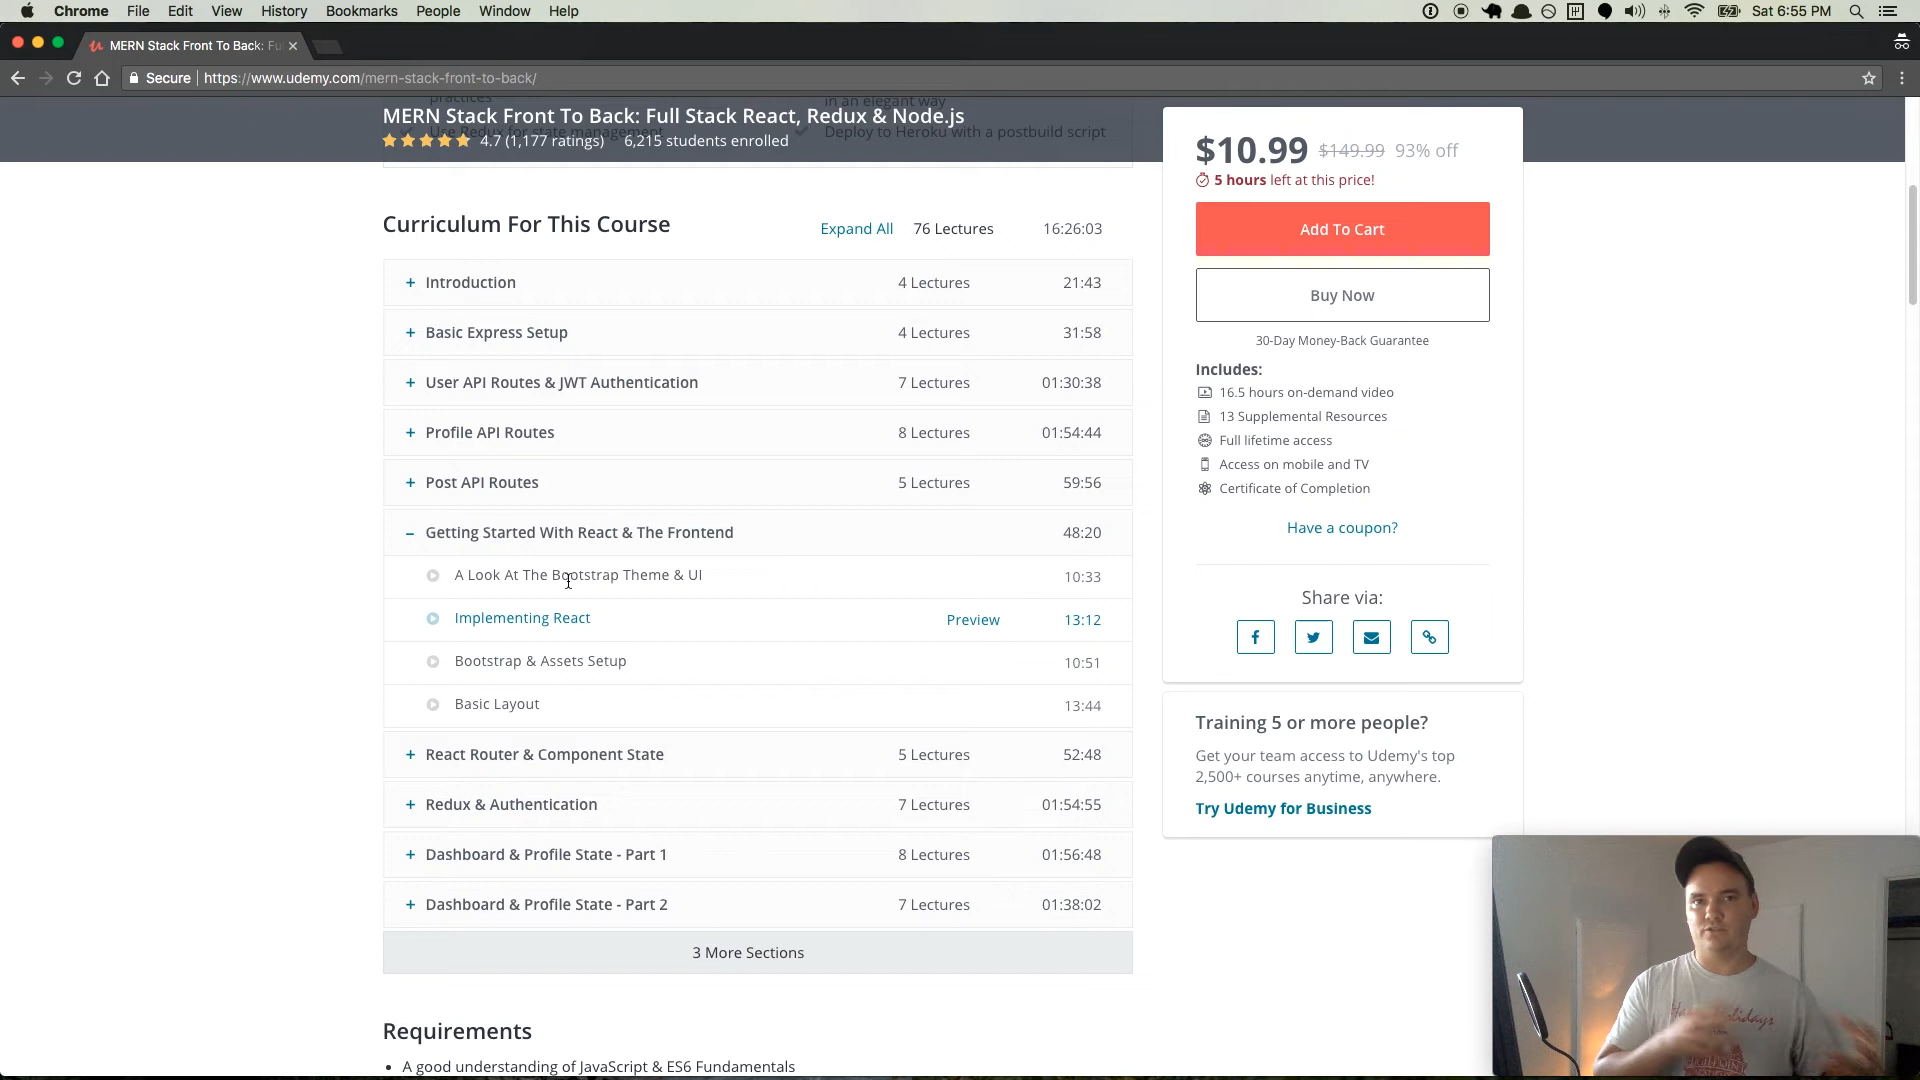 Chrome File Edit View History Bookmarks People Window Help
Sat 6:55 PM
MERN Stack Front To Back: Fu
Secure | https://www.udemy.com/mern-stack-front-to-back/
practices
in an elegant way
MERN Stack Front To Back: Full Stack React, Redux & Node.js
Use Redux for state management
Deploy to Heroku with a postbuild script
4.7 (1,177 ratings) 6,215 students enrolled
Curriculum For This Course
Expand All 76 Lectures 16:26:03
+ Introduction 4 Lectures 21:43
+ Basic Express Setup 4 Lectures 31:58
+ User API Routes & JWT Authentication 7 Lectures 01:30:38
+ Profile API Routes 8 Lectures 01:54:44
+ Post API Routes 5 Lectures 59:56
– Getting Started With React & The Frontend 48:20
A Look At The Bootstrap Theme & UI 10:33
Implementing React Preview 13:12
Bootstrap & Assets Setup 10:51
Basic Layout 13:44
+ React Router & Component State 5 Lectures 52:48
+ Redux & Authentication 7 Lectures 01:54:55
+ Dashboard & Profile State - Part 1 8 Lectures 01:56:48
+ Dashboard & Profile State - Part 2 7 Lectures 01:38:02
3 More Sections
Requirements
• A good understanding of JavaScript & ES6 Fundamentals
$10.99 $149.99 93% off
5 hours left at this price!
Add To Cart
Buy Now
30-Day Money-Back Guarantee
Includes:
16.5 hours on-demand video
13 Supplemental Resources
Full lifetime access
Access on mobile and TV
Certificate of Completion
Have a coupon?
Share via:
Training 5 or more people?
Get your team access to Udemy's top
2,500+ courses anytime, anywhere.
Try Udemy for Business
Holidays